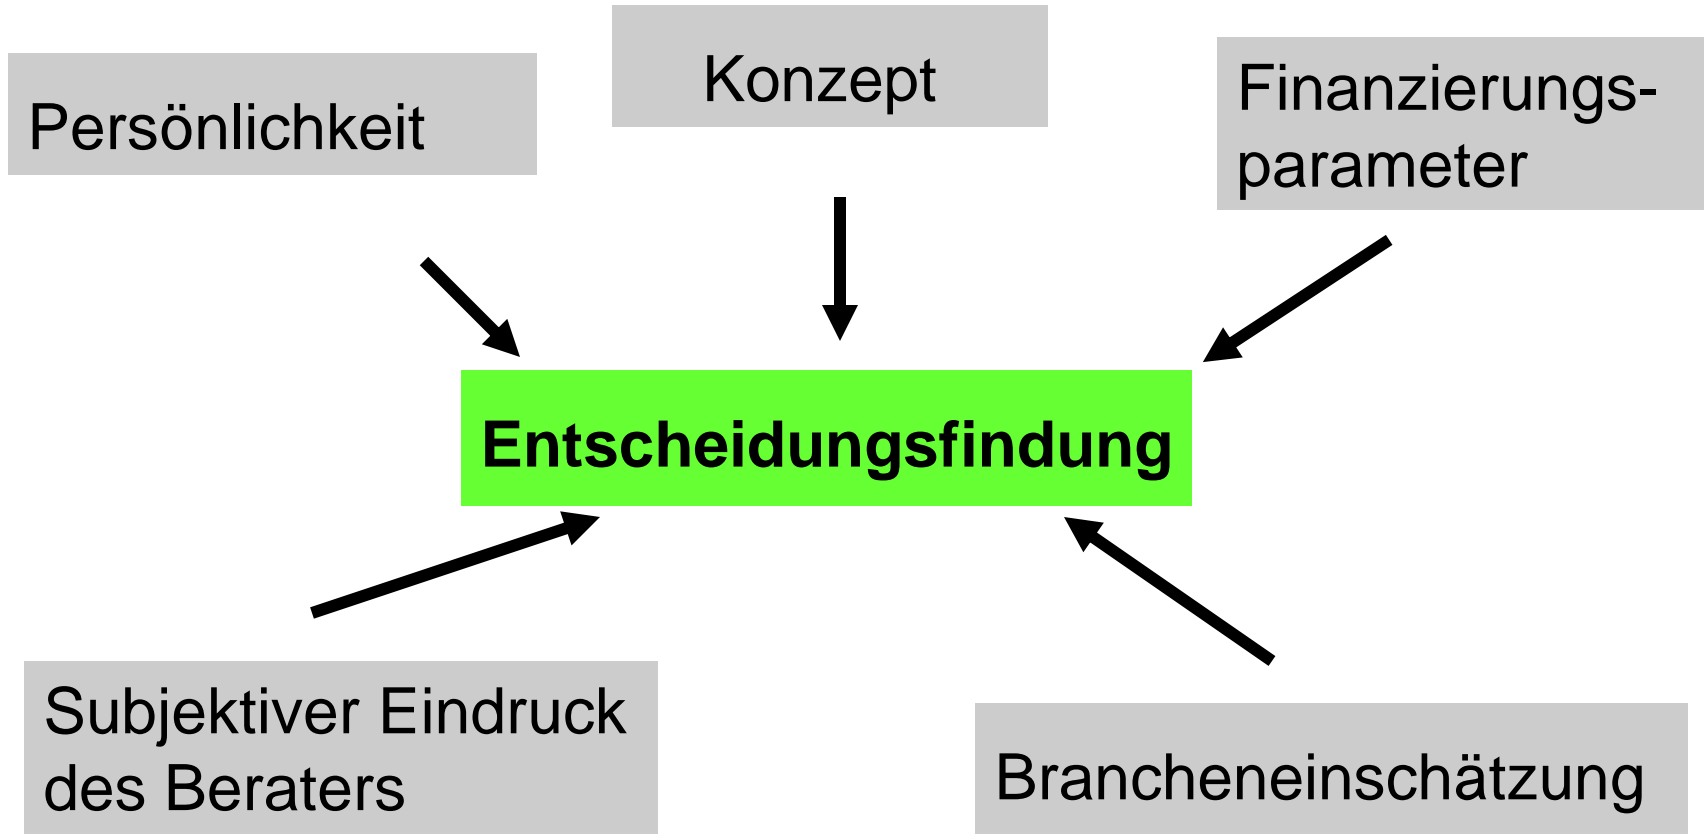 Persönlichkeit
Konzept
Finanzierungs-
parameter
Entscheidungsfindung
Subjektiver Eindruck
des Beraters
Brancheneinschätzung